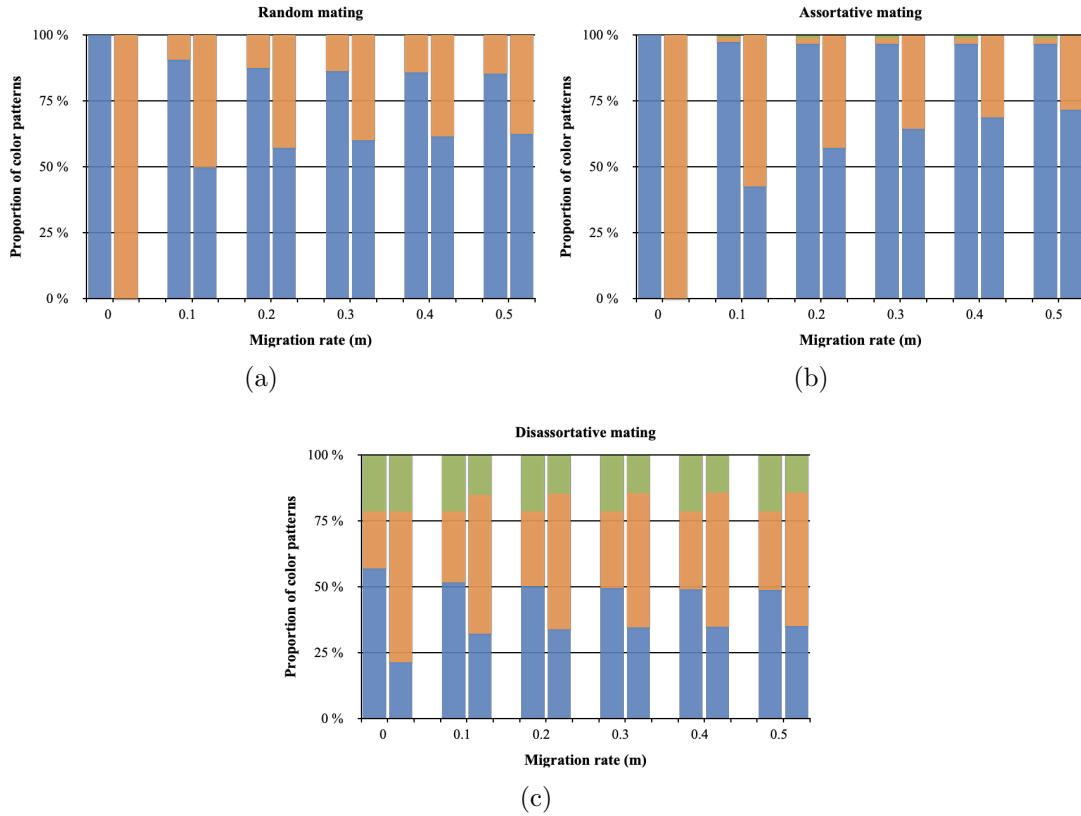 Random mating
100 %
75 %
50 %
25 %
0 %
Proportion of color patterns
0 0.1 0.2 0.3 0.4 0.5
Migration rate (m)
(a)
Assortative mating
100 %
75 %
50 %
25 %
0 %
Proportion of color patterns
0 0.1 0.2 0.3 0.4 0.5
Migration rate (m)
(b)
Disassortative mating
100 %
75 %
50 %
25 %
0 %
Proportion of color patterns
0 0.1 0.2 0.3 0.4 0.5
Migration rate (m)
(c)